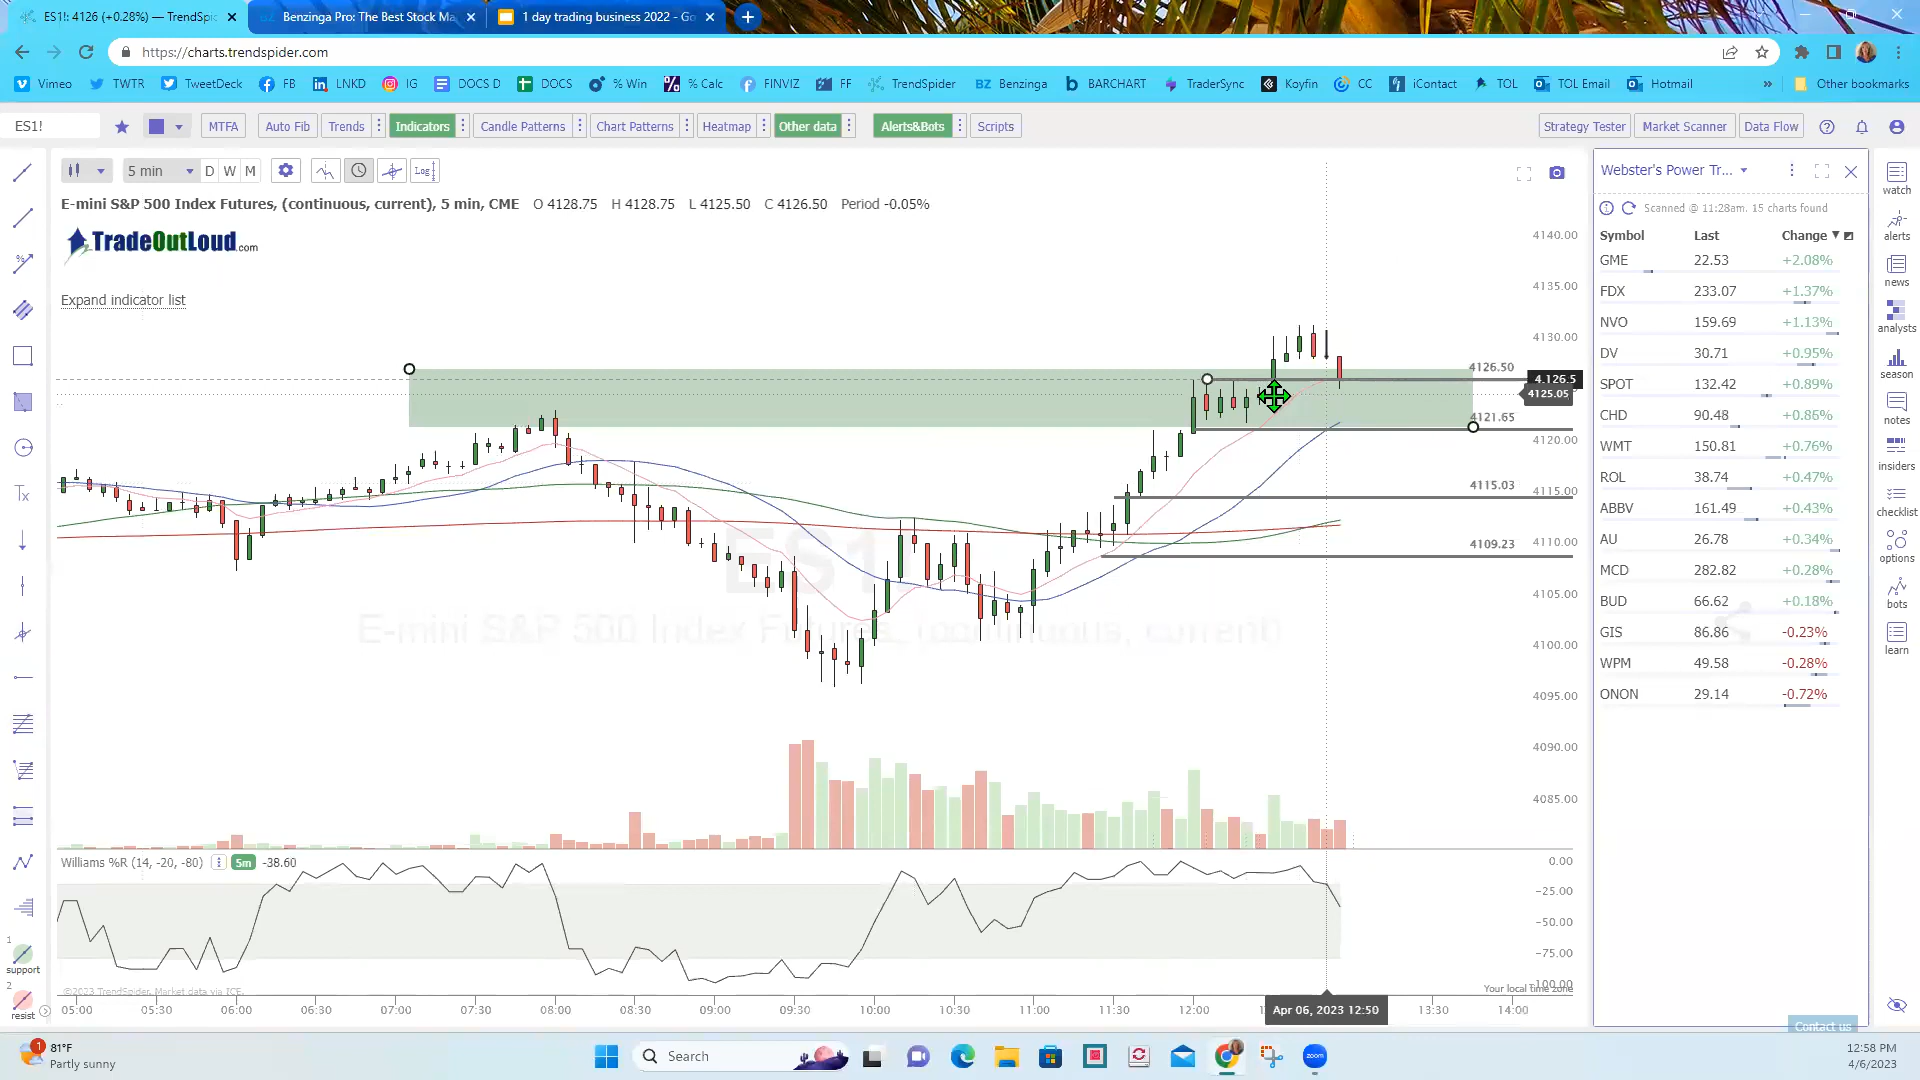 ES1!: 4126 (+0.28%) — TrendSpi
Benzinga Pro: The Best Stock Ma
1 day trading business 2022 - Go
https://charts.trendspider.com
Vimeo TWTR TweetDeck FB LNKD IG DOCS D DOCS % Win % Calc FINVIZ FF TrendSpider Benzinga BARCHART TraderSync Koyfin CC iContact TOL TOL Email Hotmail » Other bookmarks
ES1! MTFA Auto Fib Trends Indicators Candle Patterns Chart Patterns Heatmap Other data Alerts&Bots Scripts Strategy Tester Market Scanner Data Flow
5 min D W M Log
E-mini S&P 500 Index Futures, (continuous, current), 5 min, CME O 4128.75 H 4128.75 L 4125.50 C 4126.50 Period -0.05%
TradeOutLoud.com
Expand indicator list
4140.00
4135.00
4130.00
4126.50
4.126.5
4125.05
4121.65
4120.00
4115.03
4115.00
4110.00
4109.23
4105.00
4100.00
4095.00
4090.00
4085.00
ES1!
E-mini S&P 500 Index Futures, (continuous, current)
Williams %R (14, -20, -80) 5m -38.60
0.00
-25.00
-50.00
-75.00
-100.00
©2023 TrendSpider. Market data via ICE.
Your local time zone
05:00 05:30 06:00 06:30 07:00 07:30 08:00 08:30 09:00 09:30 10:00 10:30 11:00 11:30 12:00 Apr 06, 2023 12:50 13:30 14:00
1
support
2
resist
Webster's Power Tr...
Scanned @ 11:28am. 15 charts found
Symbol Last Change
GME 22.53 +2.08%
FDX 233.07 +1.37%
NVO 159.69 +1.13%
DV 30.71 +0.95%
SPOT 132.42 +0.89%
CHD 90.48 +0.86%
WMT 150.81 +0.76%
ROL 38.74 +0.47%
ABBV 161.49 +0.43%
AU 26.78 +0.34%
MCD 282.82 +0.28%
BUD 66.62 +0.18%
GIS 86.86 -0.23%
WPM 49.58 -0.28%
ONON 29.14 -0.72%
watch
alerts
news
analysts
season
notes
insiders
checklist
options
bots
learn
Contact us
1
81°F
Partly sunny
Search
zoom
12:58 PM
4/6/2023